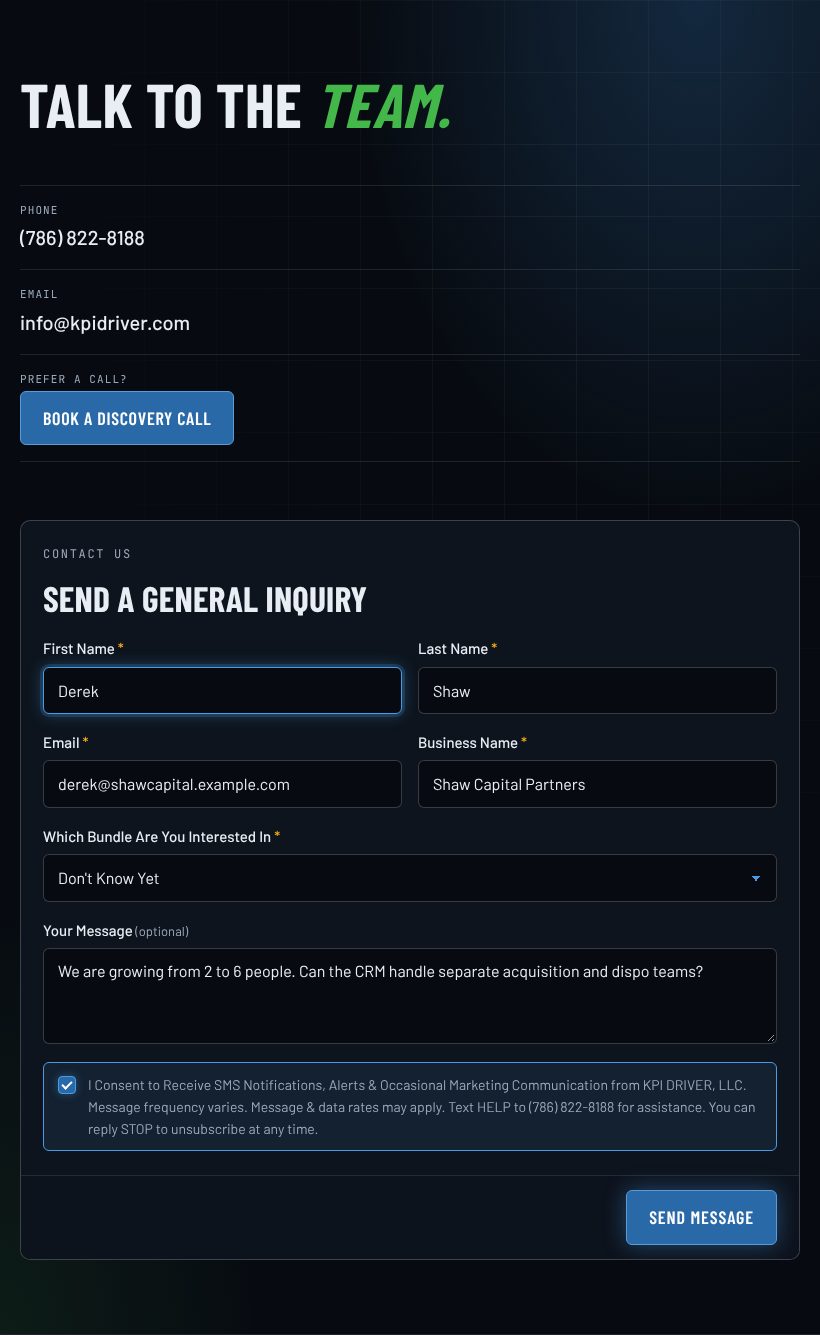 TALK TO THE TEAM.
PHONE
(786) 822-8188
EMAIL
info@kpidriver.com
PREFER A CALL?
BOOK A DISCOVERY CALL
CONTACT US
SEND A GENERAL INQUIRY
First Name *
Last Name *
Derek
Shaw
Email *
Business Name *
derek@shawcapital.example.com
Shaw Capital Partners
Which Bundle Are You Interested In *
Don't Know Yet
Your Message (optional)
We are growing from 2 to 6 people. Can the CRM handle separate acquisition and dispo teams?
I Consent to Receive SMS Notifications, Alerts & Occasional Marketing Communication from KPI DRIVER, LLC.
Message frequency varies. Message & data rates may apply. Text HELP to (786) 822-8188 for assistance. You can
reply STOP to unsubscribe at any time.
SEND MESSAGE